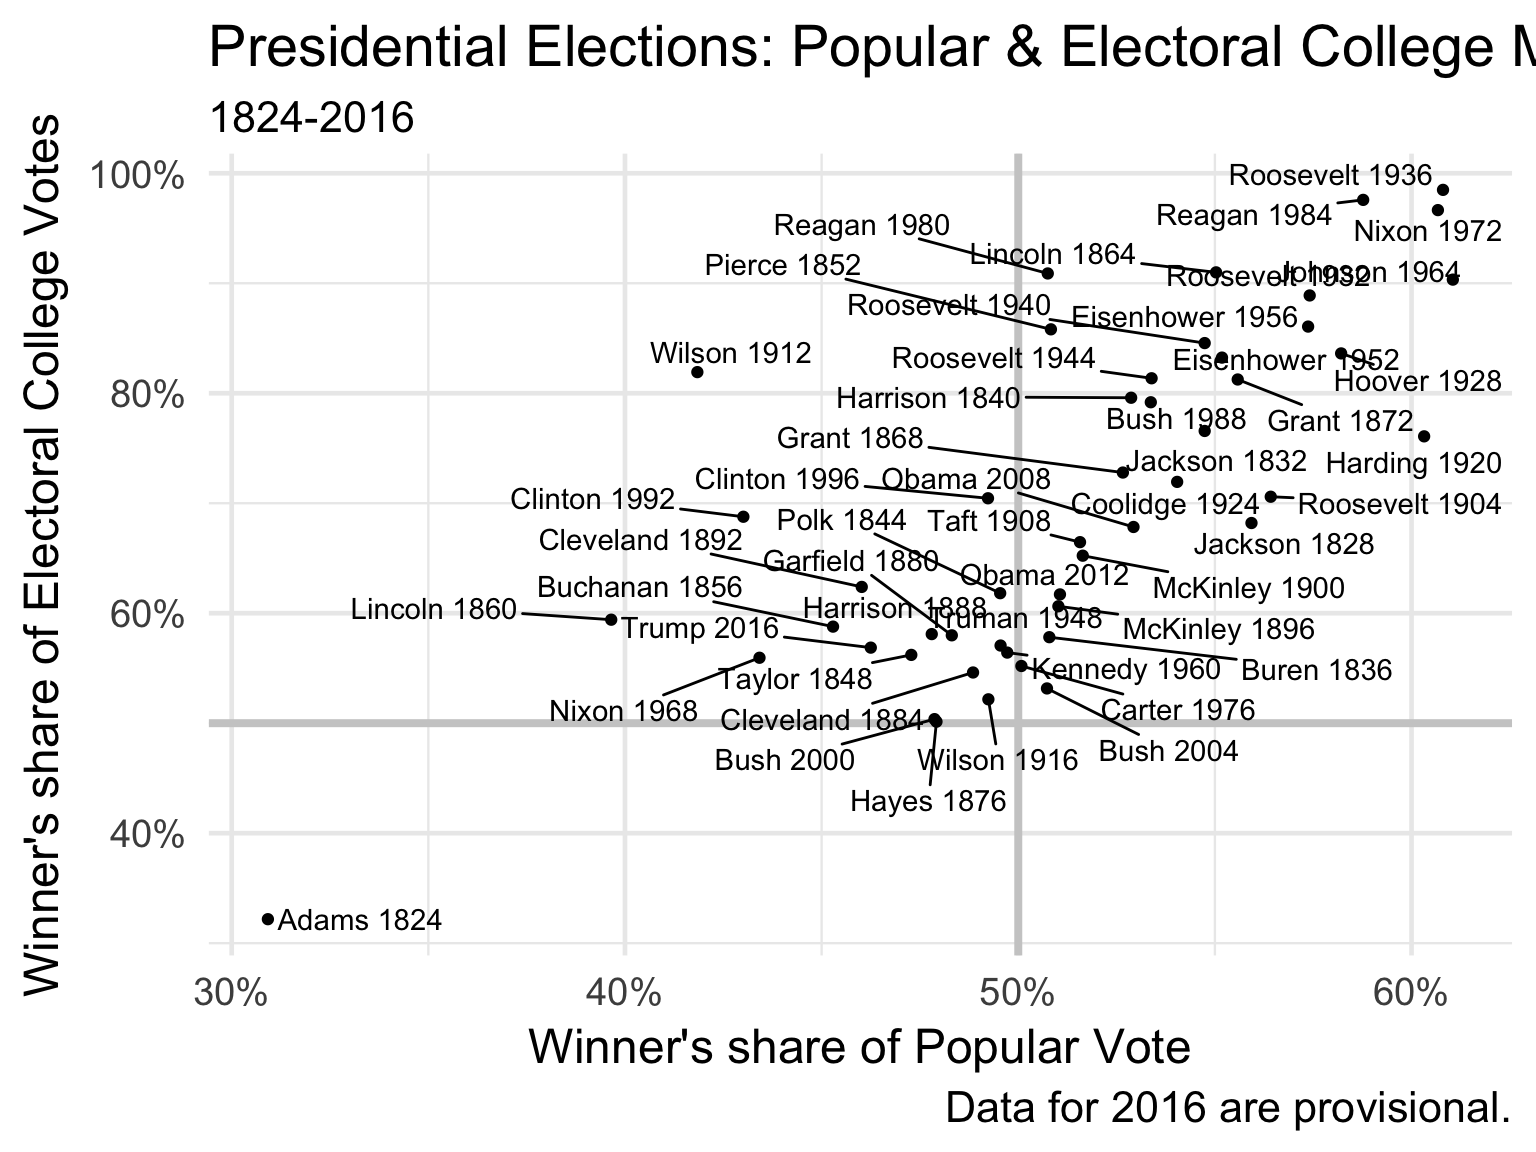 Presidential Elections: Popular & Electoral College M
1824-2016
Winner's share of Electoral College Votes
100%
80%
60%
40%
Roosevelt 1936
Reagan 1984
Nixon 1972
Reagan 1980
Lincoln 1864
Pierce 1852
Roosevelt 1932
Johnson 1964
Roosevelt 1940
Eisenhower 1956
Wilson 1912
Roosevelt 1944
Eisenhower 1952
Hoover 1928
Harrison 1840
Bush 1988
Grant 1872
Grant 1868
Jackson 1832
Harding 1920
Clinton 1996
Obama 2008
Clinton 1992
Coolidge 1924
Roosevelt 1904
Polk 1844
Taft 1908
Cleveland 1892
Jackson 1828
Garfield 1880
Obama 2012
Buchanan 1856
McKinley 1900
Lincoln 1860
Harrison 1888
Truman 1948
Trump 2016
McKinley 1896
Taylor 1848
Kennedy 1960
Buren 1836
Nixon 1968
Cleveland 1884
Carter 1976
Bush 2000
Wilson 1916
Bush 2004
Hayes 1876
Adams 1824
30%
40%
50%
60%
Winner's share of Popular Vote
Data for 2016 are provisional.